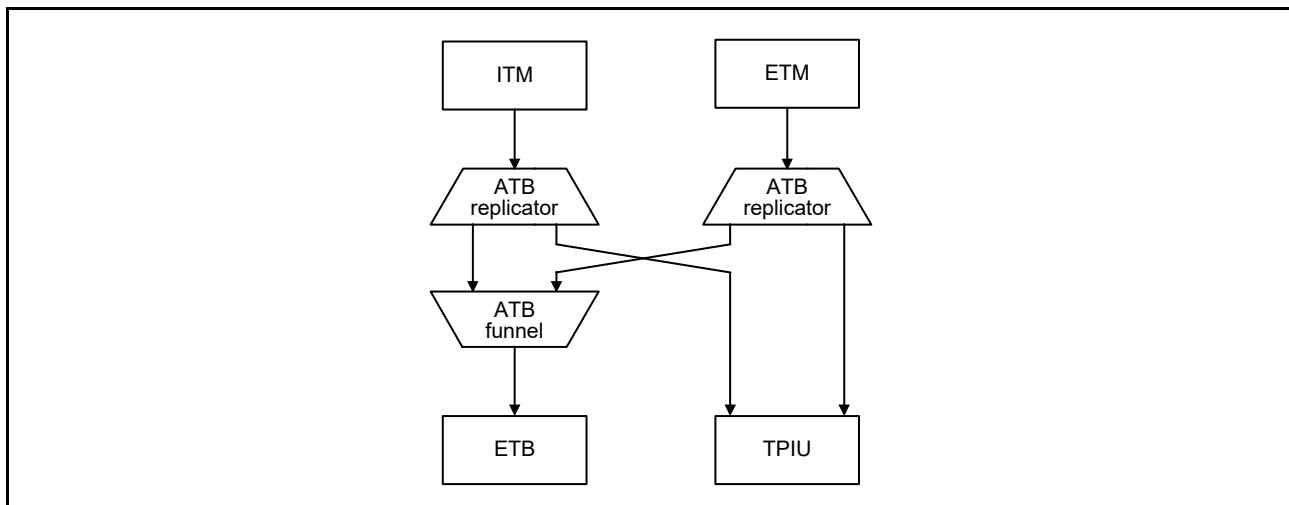 ITM
ETM
ATB
replicator
ATB
replicator
ATB
funnel
ETB
TPIU